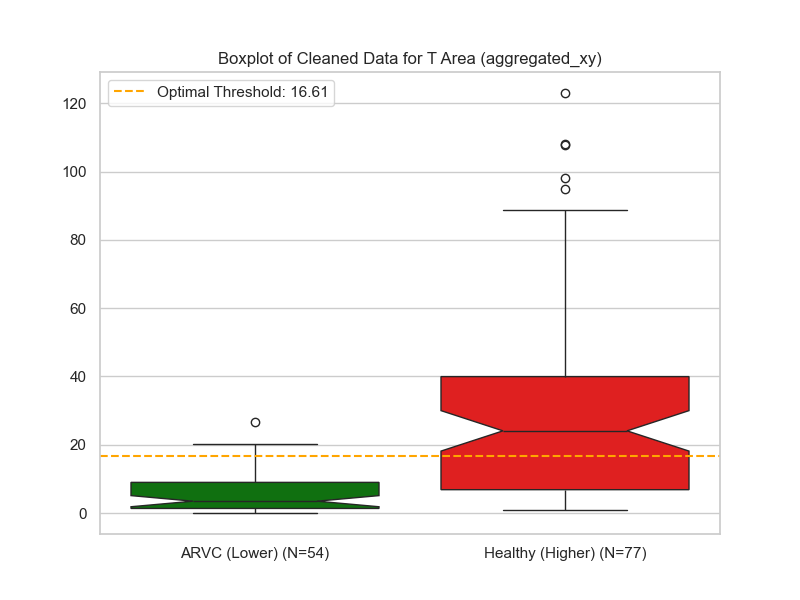 Boxplot of Cleaned Data for T Area (aggregated_xy)
Optimal Threshold: 16.61
120
100
80
60
40
20
0
ARVC (Lower) (N=54)
Healthy (Higher) (N=77)